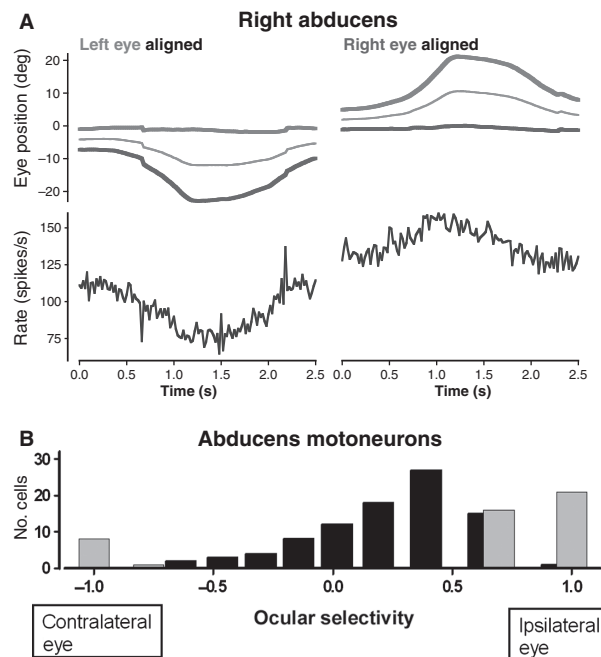 A
Right abducens
Left eye aligned
Right eye aligned
Eye position (deg)
20
10
0
−10
−20
Rate (spikes/s)
150
125
100
75
0.0 0.5 1.0 1.5 2.0 2.5
Time (s)
0.0 0.5 1.0 1.5 2.0 2.5
Time (s)
B
Abducens motoneurons
No. cells
30
20
10
0
−1.0 −0.5 0.0 0.5 1.0
Ocular selectivity
Contralateral
eye
Ipsilateral
eye